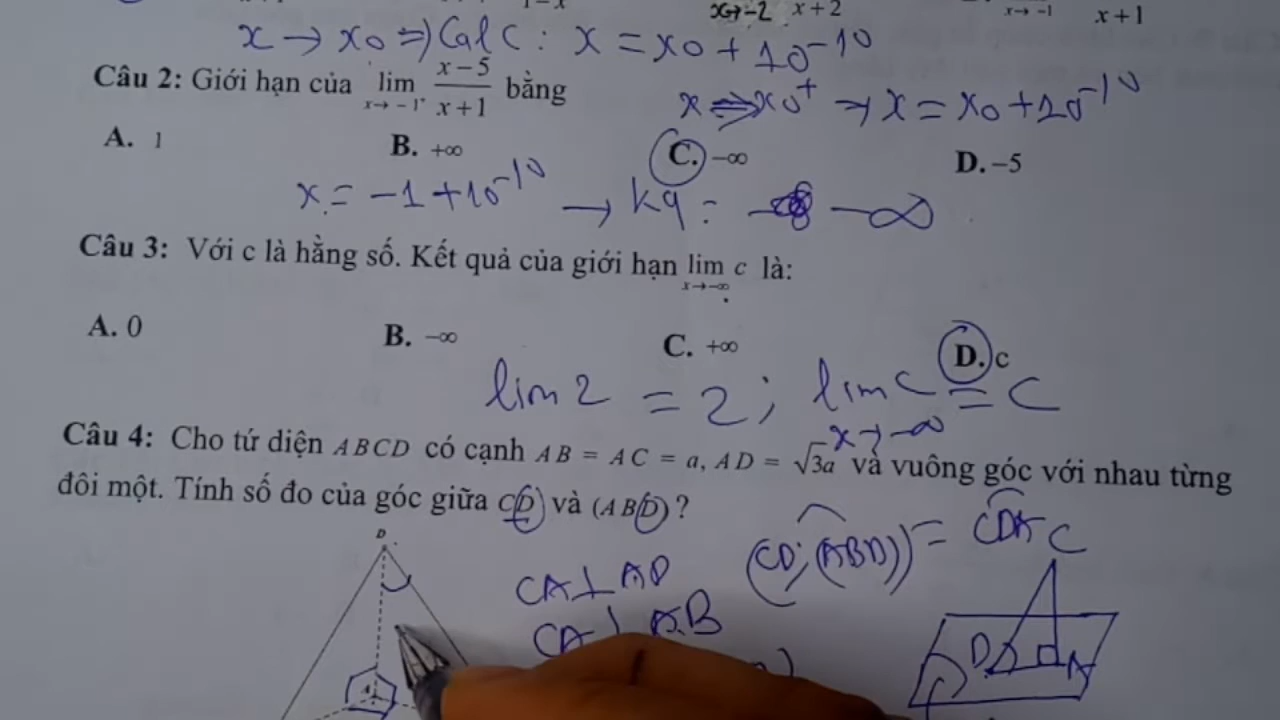 x→-2 x+2
x→ -1 x+1
x → x₀ ⇒ Calc : x = x₀ + 10⁻¹⁰
Câu 2: Giới hạn của lim x→ -1⁺ (x-5)/(x+1) bằng
x ⇒ x₀⁺ → x = x₀ + 10⁻¹⁰
A. 1 B. +∞ C. -∞ D. -5
x = -1 + 10⁻¹⁰ → kq : -∞
Câu 3: Với c là hằng số. Kết quả của giới hạn lim x→-∞ c là:
A. 0 B. -∞ C. +∞ D. c
lim 2 = 2 ; lim x→-∞ c = c
Câu 4: Cho tứ diện ABCD có cạnh AB = AC = a, AD = √3a và vuông góc với nhau từng
đôi một. Tính số đo của góc giữa CD và (ABD) ?
D
(CD; (ABD)) = CDA
C
CA ⊥ AD
CA ⊥ AB
D A
A